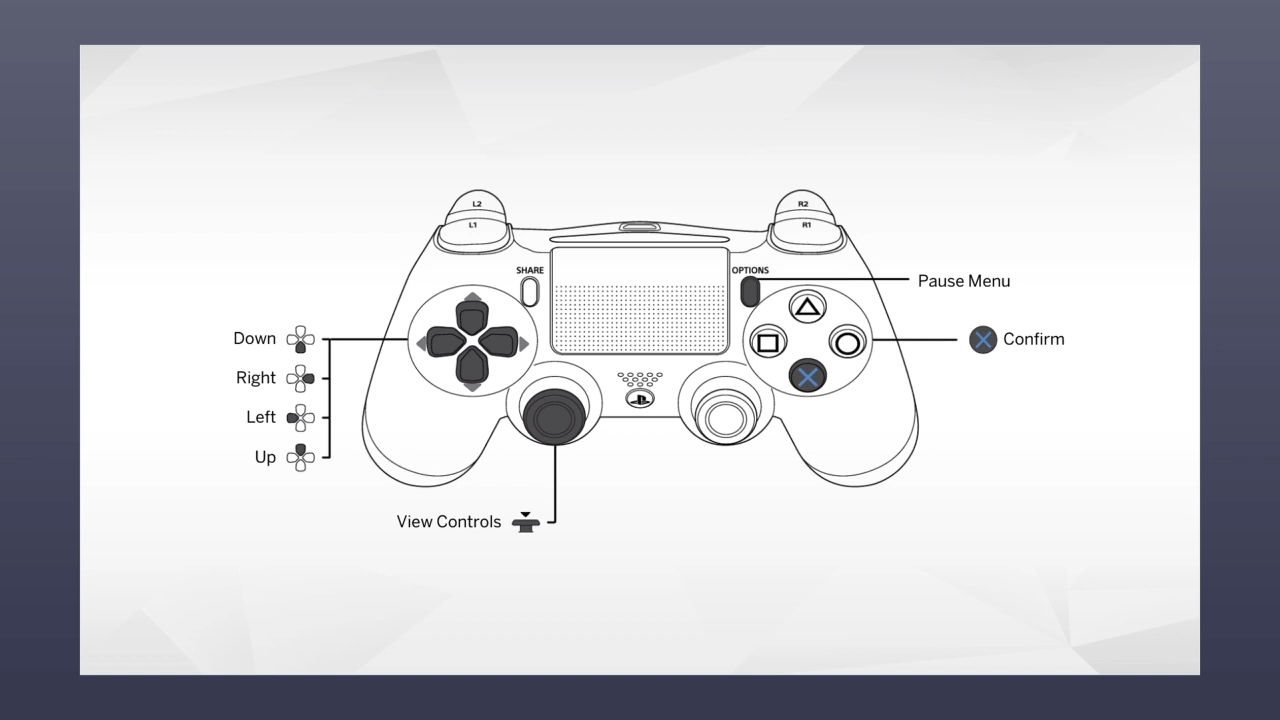 L2
R2
L1
R1
SHARE
OPTIONS
Pause Menu
Down
Confirm
Right
Left
Up
View Controls